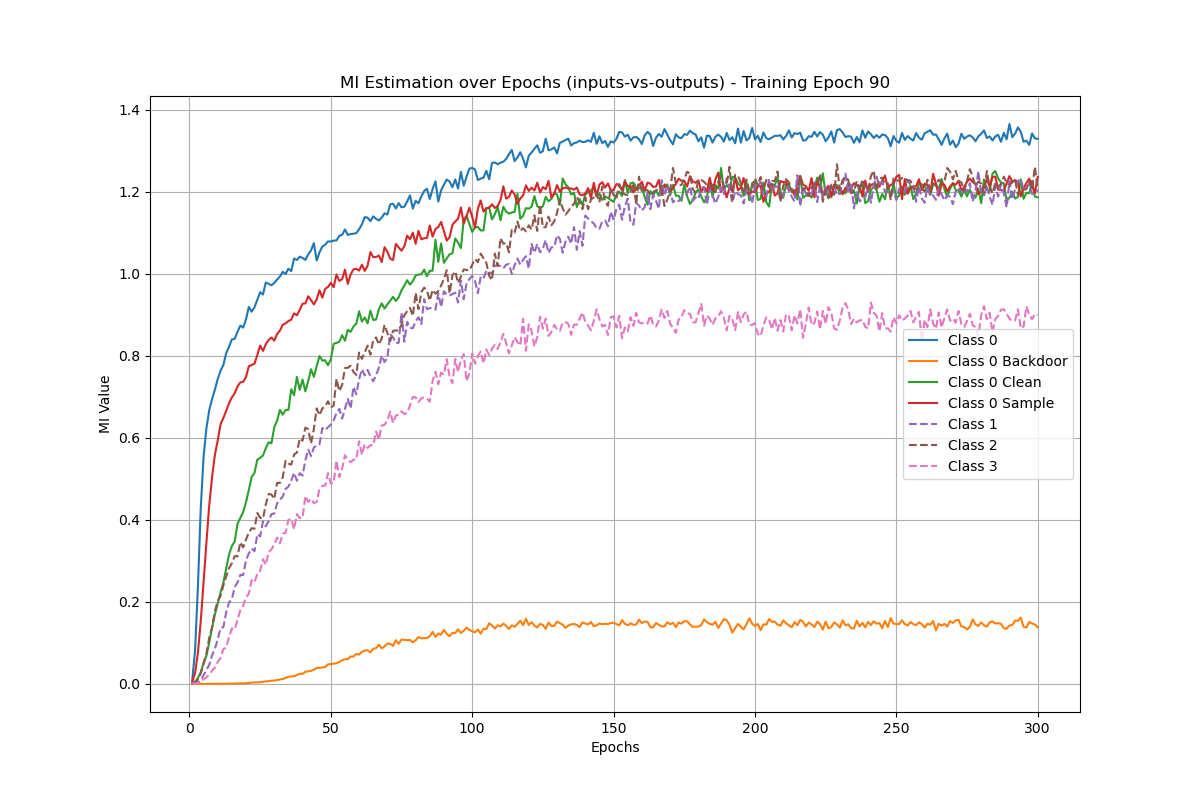 MI Estimation over Epochs (inputs-vs-outputs) - Training Epoch 90
MI Value
1.4
1.2
1.0
0.8
0.6
0.4
0.2
0.0
Class 0
Class 0 Backdoor
Class 0 Clean
Class 0 Sample
Class 1
Class 2
Class 3
0 50 100 150 200 250 300
Epochs